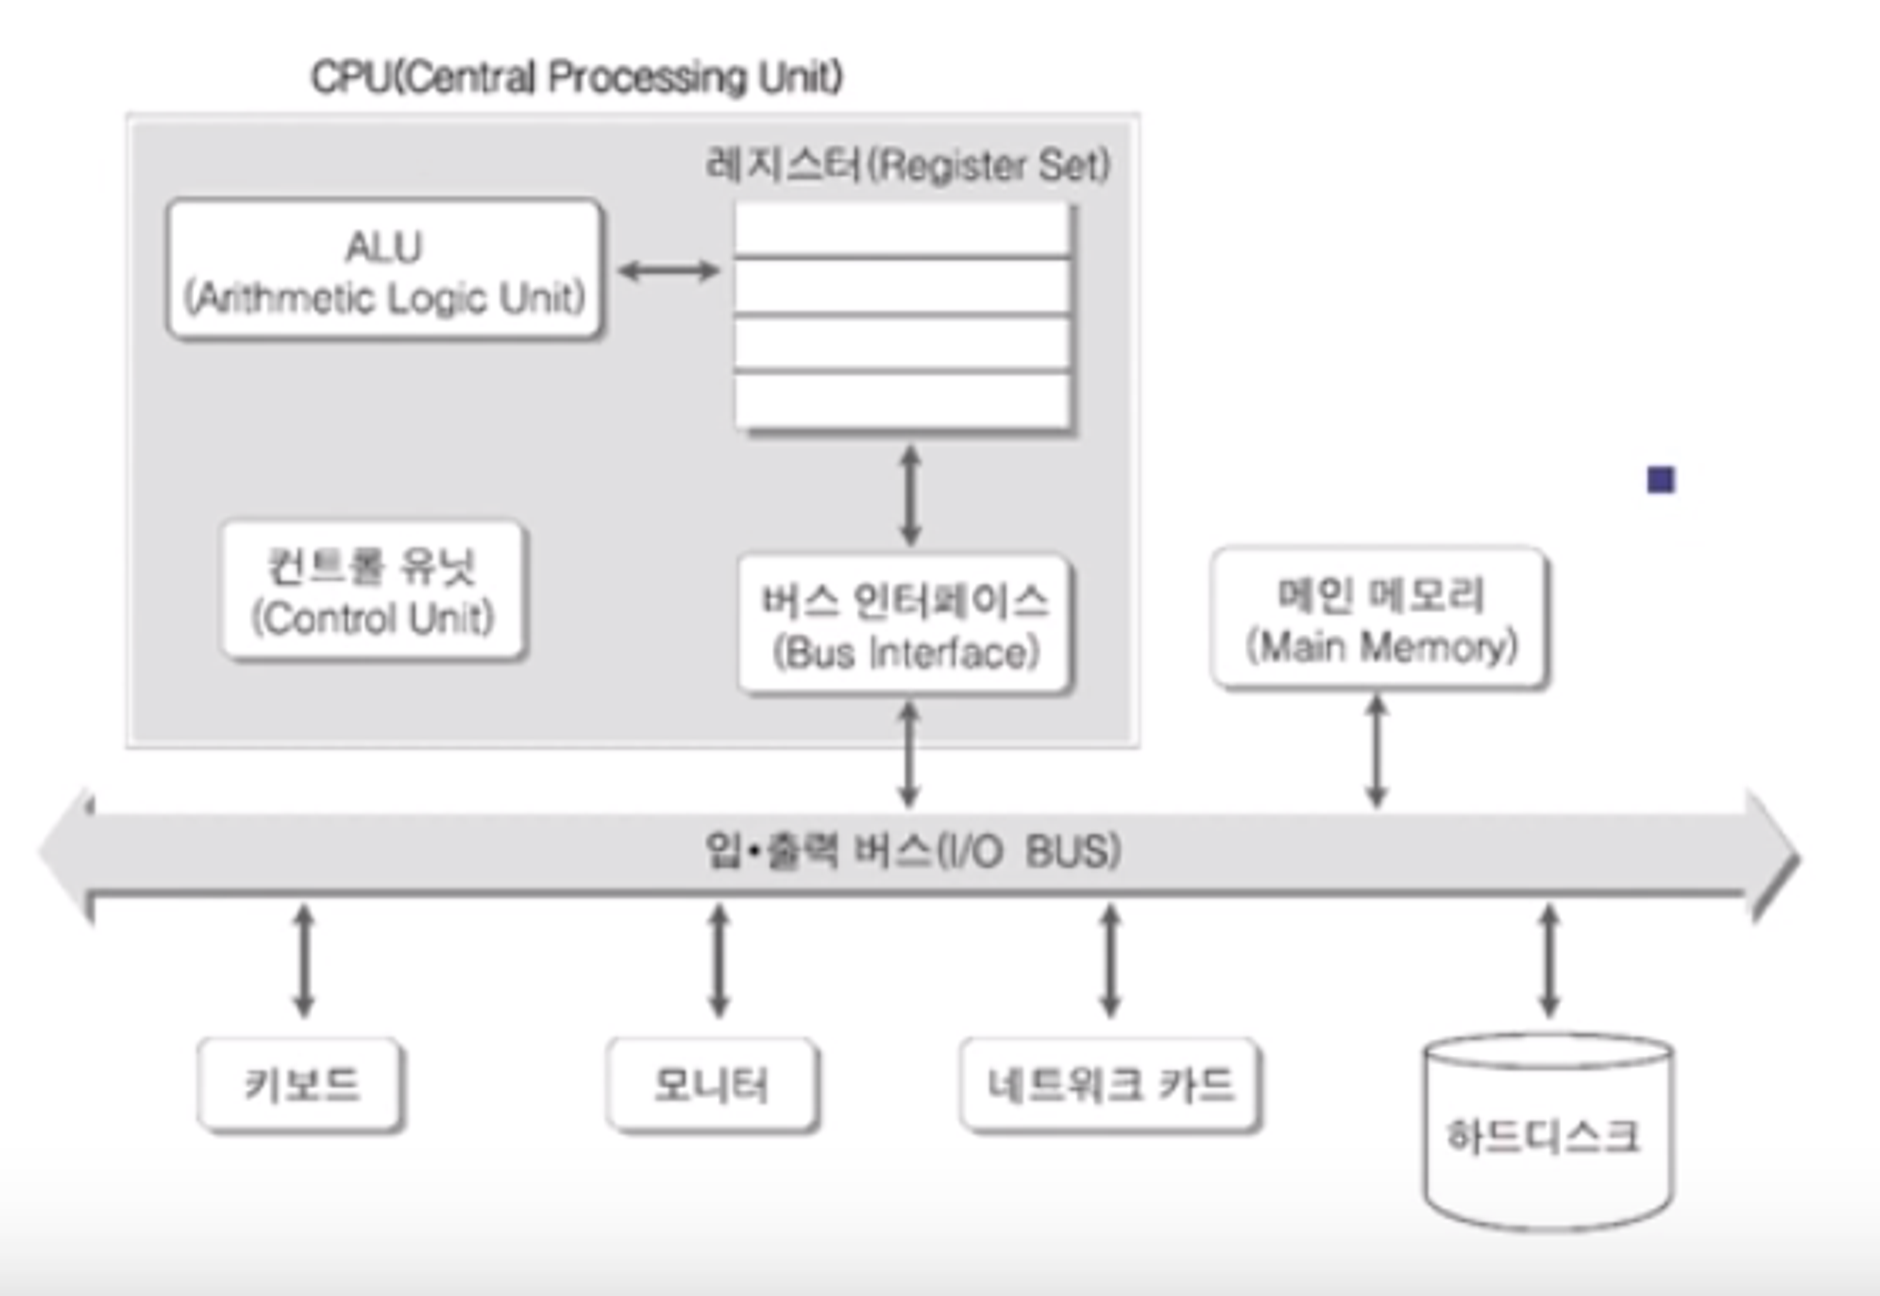 CPU(Central Processing Unit)
레지스터(Register Set)
ALU
(Arithmetic Logic Unit)
컨트롤 유닛
(Control Unit)
버스 인터페이스
(Bus Interface)
메인 메모리
(Main Memory)
입•출력 버스(I/O BUS)
키보드
모니터
네트워크 카드
하드디스크